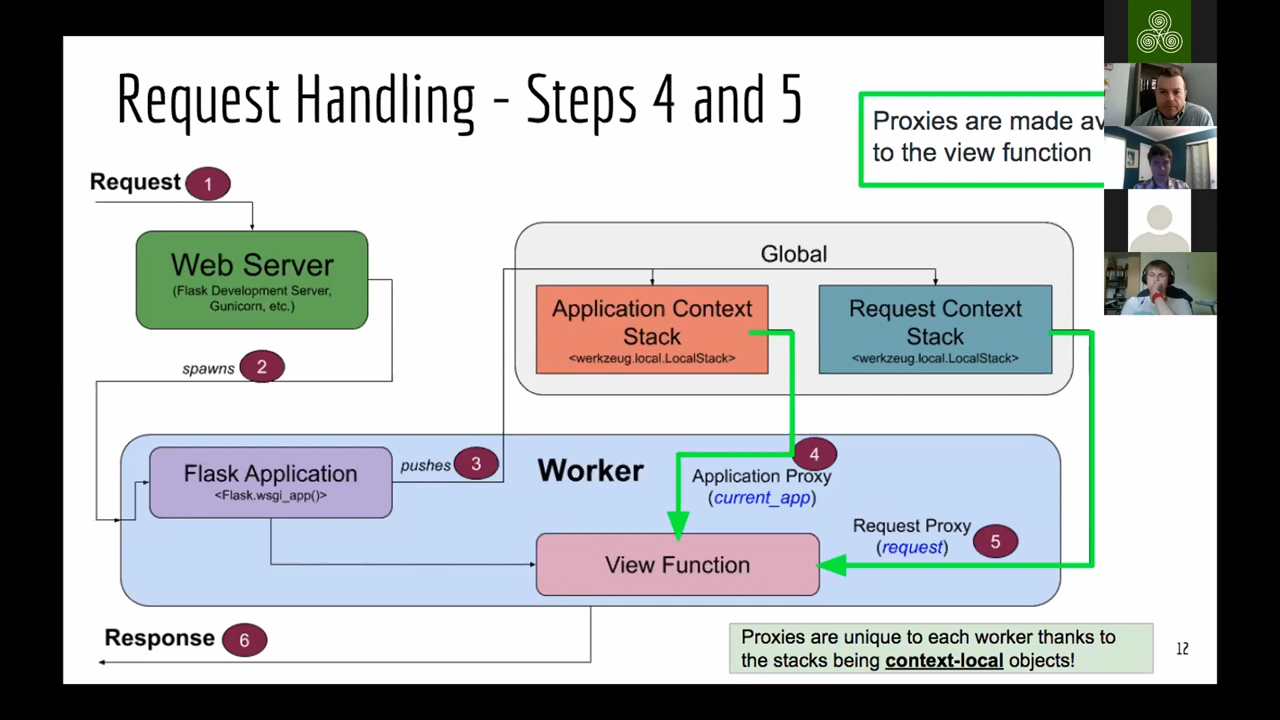 Request Handling - Steps 4 and 5
Proxies are made av
to the view function
Request 1
Web Server
(Flask Development Server,
Gunicorn, etc.)
spawns 2
Global
Application Context
Stack
<werkzeug.local.LocalStack>
Request Context
Stack
<werkzeug.local.LocalStack>
Flask Application
<Flask.wsgi_app()>
pushes 3
Worker
4
Application Proxy
(current_app)
Request Proxy
(request)
5
View Function
Response 6
Proxies are unique to each worker thanks to
the stacks being context-local objects!
12